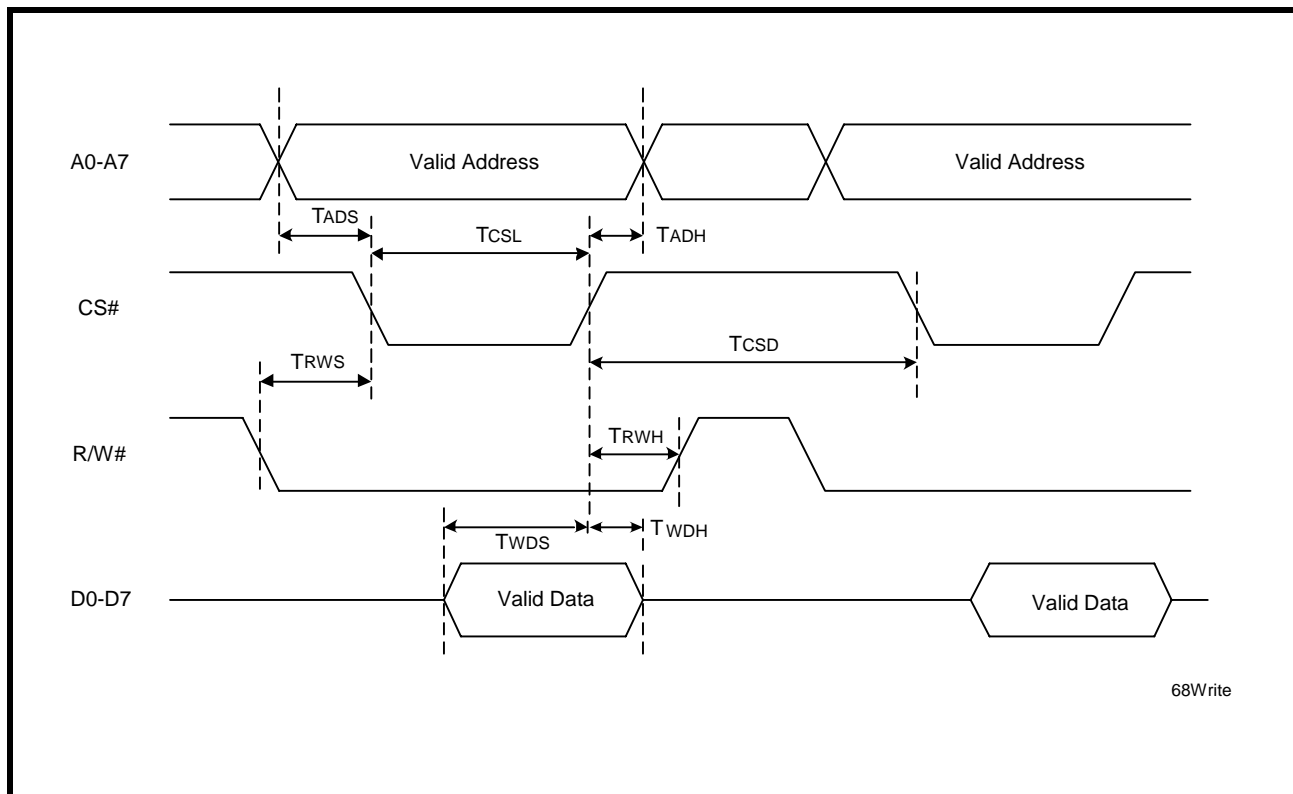 A0-A7
Valid Address
Valid Address
TADS
TCSL
TADH
CS#
TCSD
TRWS
R/W#
TRWH
TWDS
TWDH
D0-D7
Valid Data
Valid Data
68Write